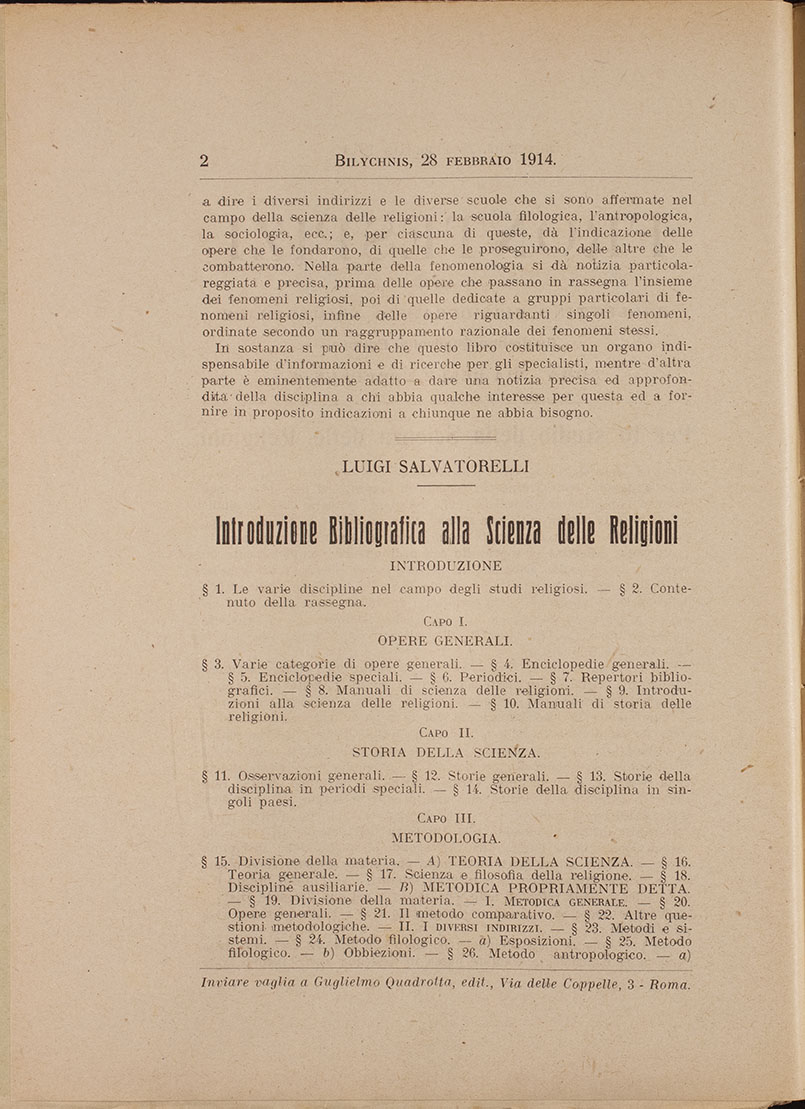 2 BILYCHNIS, 28 FEBBRAIO 1914.
a dire i diversi indirizzi e le diverse scuole che si sono affermate nel
campo della scienza delle religioni: la scuola filologica, l'antropologica,
la sociologia, ecc.; e, per ciascuna di queste, dà l'indicazione delle
opere che le fondarono, di quelle che le proseguirono, delle altre che le
combatterono. Nella parte della fenomenologia si dà notizia particola-
reggiata e precisa, prima delle opere che passano in rassegna l'insieme
dei fenomeni religiosi, poi di quelle dedicate a gruppi particolari di fe-
nomeni religiosi, infine delle opere riguardanti singoli fenomeni,
ordinate secondo un raggruppamento razionale dei fenomeni stessi.
In sostanza si può dire che questo libro costituisce un organo indi-
spensabile d'informazioni e di ricerche per gli specialisti, mentre d'altra
parte è eminentemente adatto a dare una notizia precisa ed approfon-
dita della disciplina a chi abbia qualche interesse per questa ed a for-
nire in proposito indicazioni a chiunque ne abbia bisogno.
LUIGI SALVATORELLI
Introduzione Bibliografica alla Scienza delle Religioni
INTRODUZIONE
§ 1. Le varie discipline nel campo degli studi religiosi. — § 2. Conte-
nuto della rassegna.
CAPO I.
OPERE GENERALI.
§ 3. Varie categorie di opere generali. — § 4. Enciclopedie generali. —
§ 5. Enciclopedie speciali. — § 6. Periodici. — § 7. Repertori biblio-
grafici. — § 8. Manuali di scienza delle religioni. — § 9. Introdu-
zioni alla scienza delle religioni. — § 10. Manuali di storia delle
religioni.
CAPO II.
STORIA DELLA SCIENZA.
§ 11. Osservazioni generali. — § 12. Storie generali. — § 13. Storie della
disciplina in periodi speciali. — § 14. Storie della disciplina in sin-
goli paesi.
CAPO III.
METODOLOGIA.
§ 15. Divisione della materia. — A) TEORIA DELLA SCIENZA. — § 16.
Teoria generale. — § 17. Scienza e filosofia della religione. — § 18.
Discipline ausiliarie. — B) METODICA PROPRIAMENTE DETTA.
— § 19. Divisione della materia. — I. METODICA GENERALE. — § 20.
Opere generali. — § 21. Il metodo comparativo. — § 22. Altre que-
stioni metodologiche. — II. I DIVERSI INDIRIZZI. — § 23. Metodi e si-
stemi. — § 24. Metodo filologico. — a) Esposizioni. — § 25. Metodo
filologico. — b) Obbiezioni. — § 26. Metodo antropologico. — a)
Inviare vaglia a Guglielmo Quadrotta, edit., Via delle Coppelle, 3 - Roma.